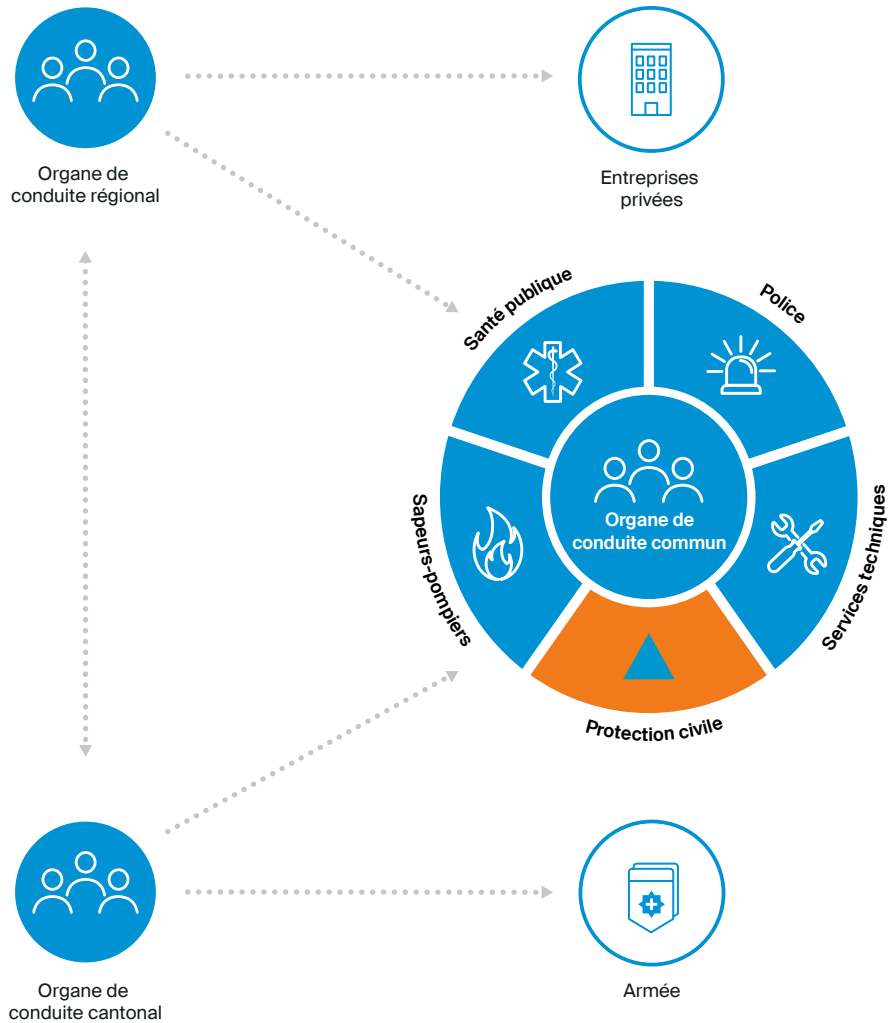 Organe de
conduite régional
Entreprises
privées
Santé publique
Police
Sapeurs-pompiers
Organe de
conduite commun
Services techniques
Protection civile
Organe de
conduite cantonal
Armée